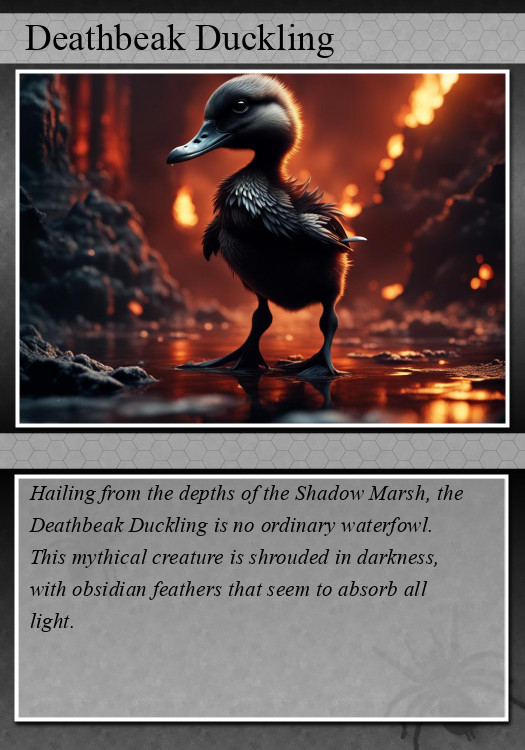 Deathbeak Duckling
Hailing from the depths of the Shadow Marsh, the
Deathbeak Duckling is no ordinary waterfowl.
This mythical creature is shrouded in darkness,
with obsidian feathers that seem to absorb all
light.